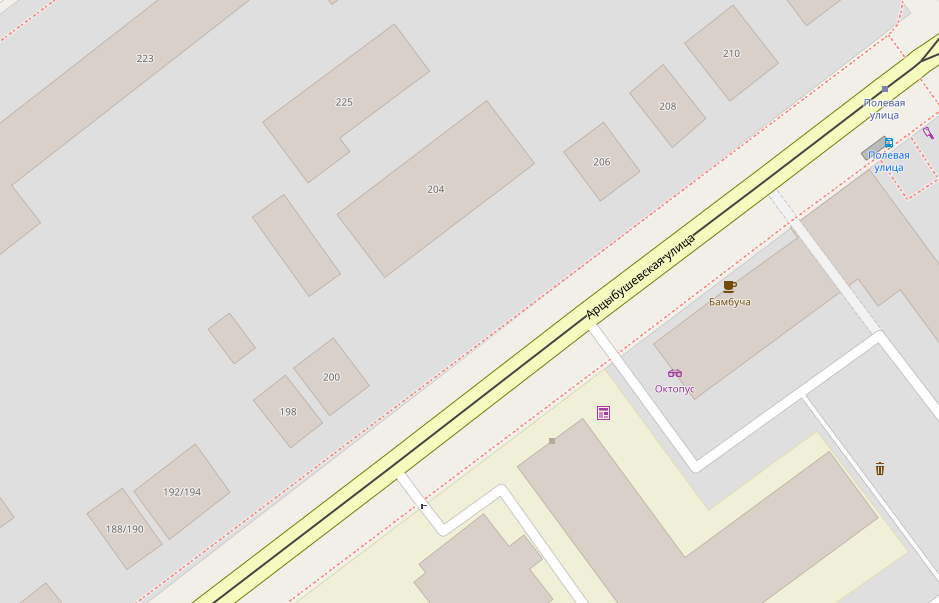 210
223
225
208
Полевая
улица
Полевая
улица
206
204
Арцыбушевская улица
Бамбуча
200
Октопус
198
192/194
188/190